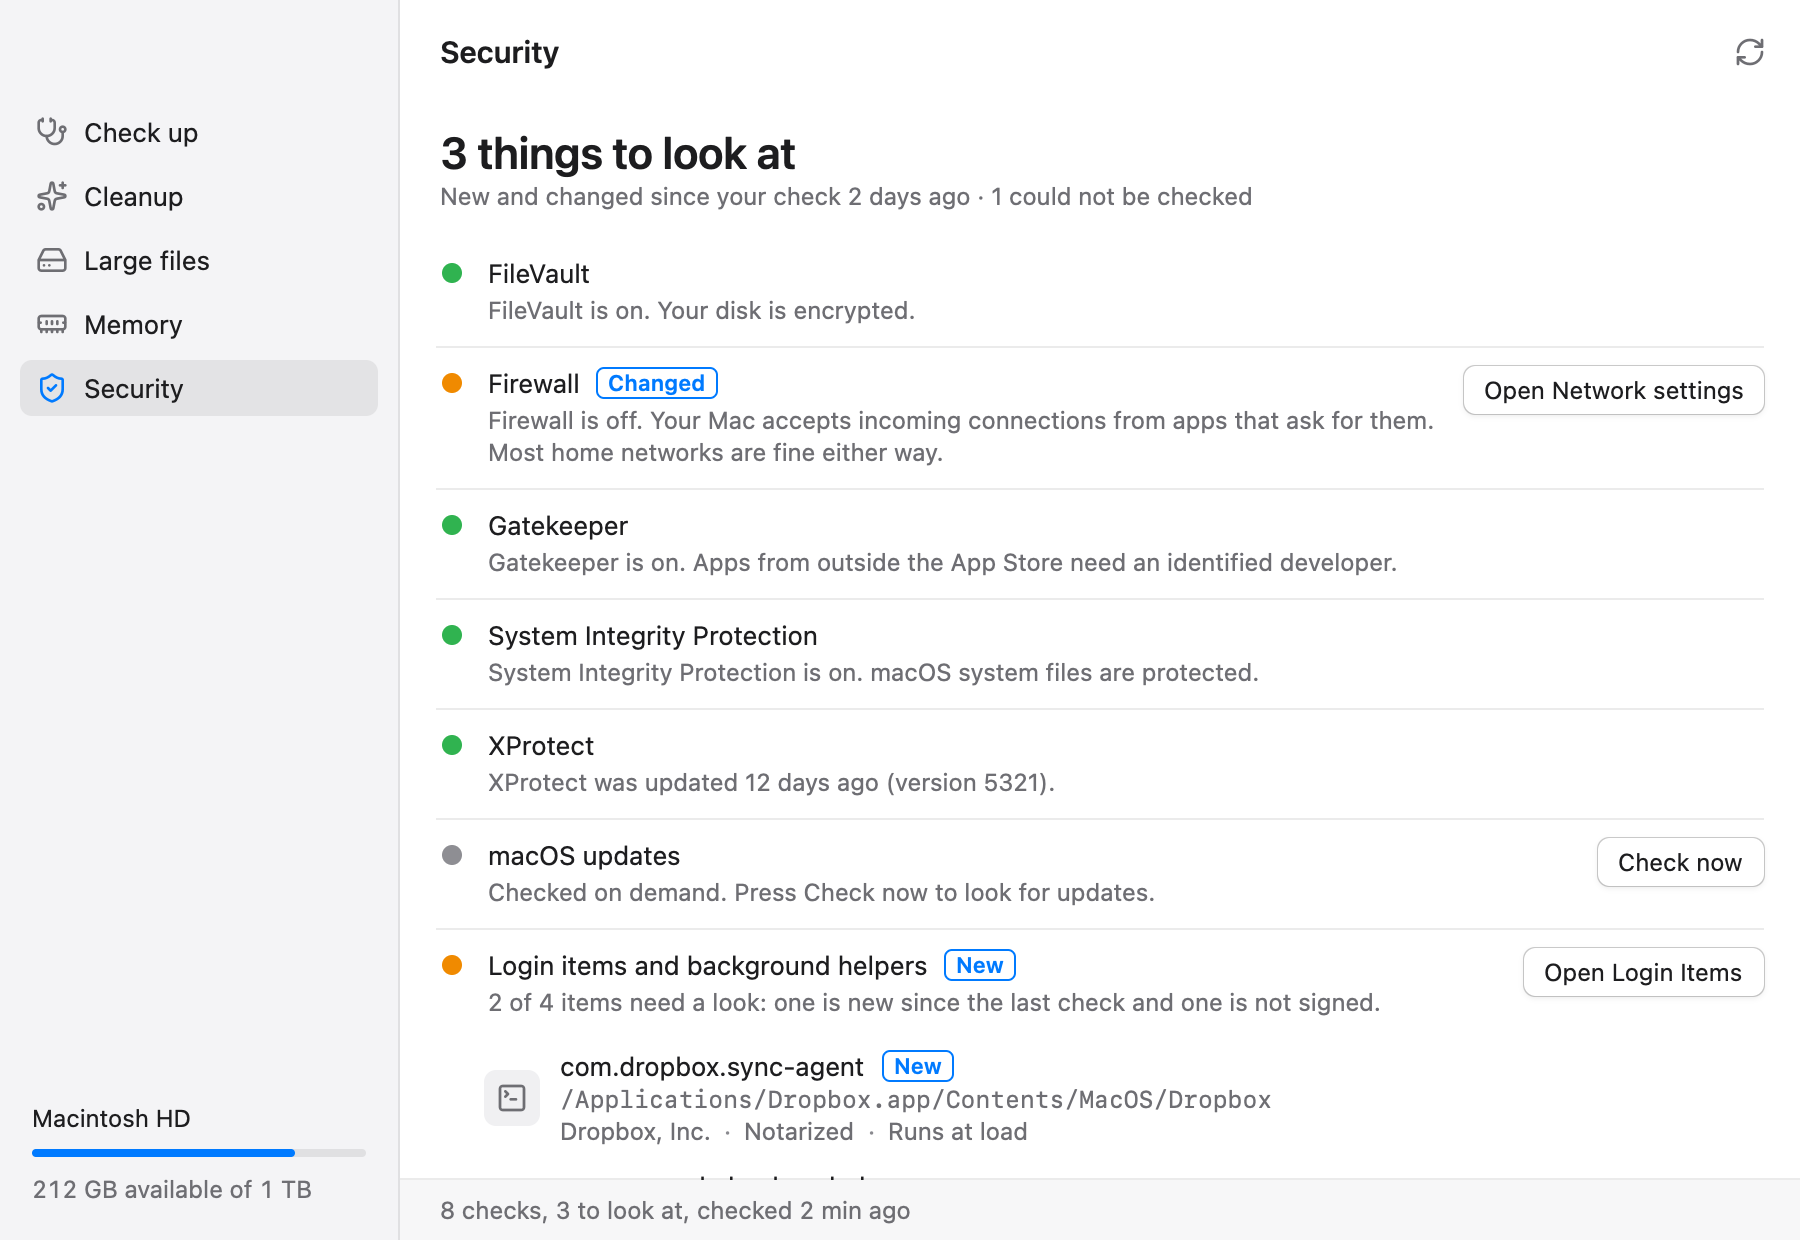 Security
Check up
Cleanup
Large files
Memory
Security
3 things to look at
New and changed since your check 2 days ago · 1 could not be checked
FileVault
FileVault is on. Your disk is encrypted.
Firewall Changed
Open Network settings
Firewall is off. Your Mac accepts incoming connections from apps that ask for them.
Most home networks are fine either way.
Gatekeeper
Gatekeeper is on. Apps from outside the App Store need an identified developer.
System Integrity Protection
System Integrity Protection is on. macOS system files are protected.
XProtect
XProtect was updated 12 days ago (version 5321).
macOS updates
Check now
Checked on demand. Press Check now to look for updates.
Login items and background helpers New
Open Login Items
2 of 4 items need a look: one is new since the last check and one is not signed.
com.dropbox.sync-agent New
/Applications/Dropbox.app/Contents/MacOS/Dropbox
Dropbox, Inc. · Notarized · Runs at load
Macintosh HD
212 GB available of 1 TB
8 checks, 3 to look at, checked 2 min ago